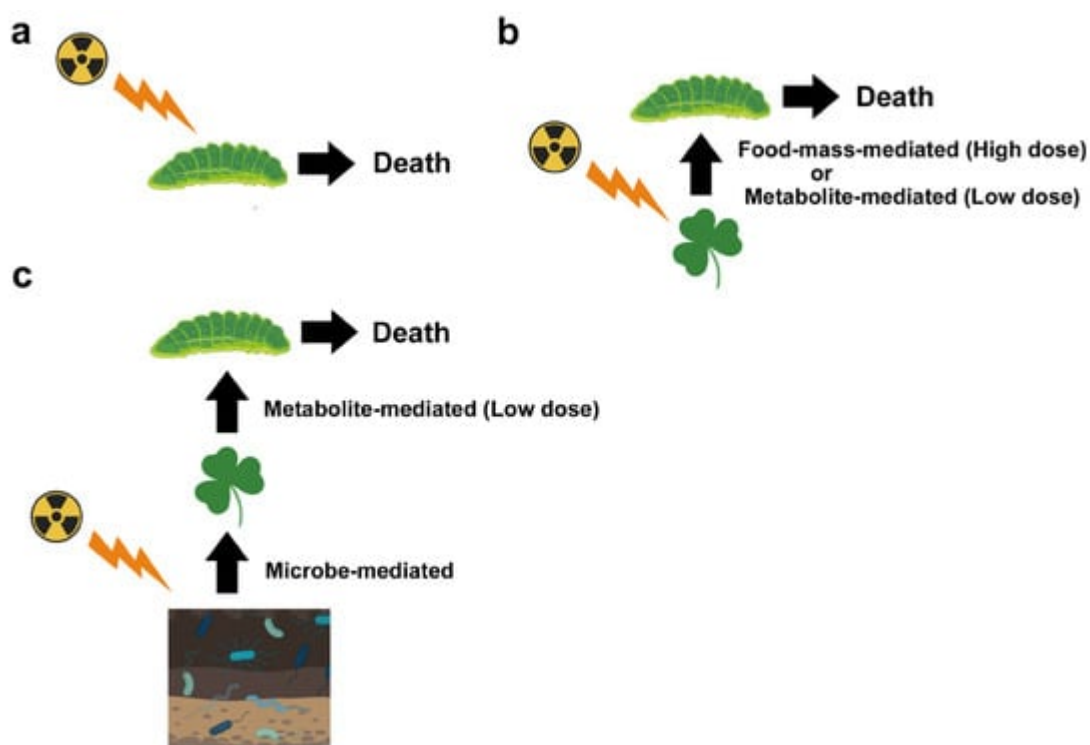 a
Death
b
Death
Food-mass-mediated (High dose)
or
Metabolite-mediated (Low dose)
c
Death
Metabolite-mediated (Low dose)
Microbe-mediated